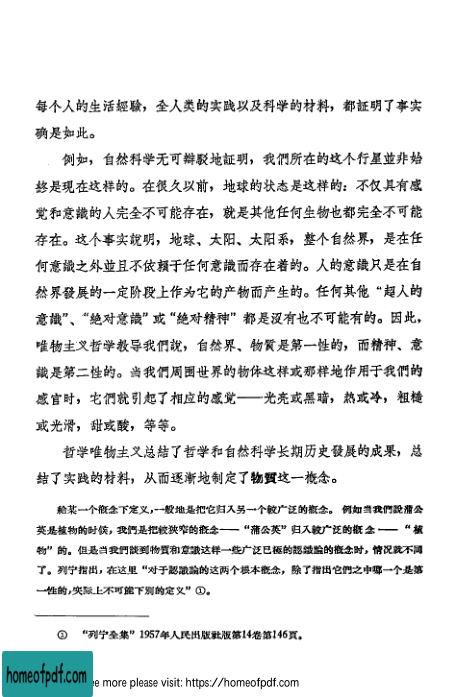 每个人的生活經驗，全人类的实践以及科学的材料，都証明了事实
确是如此。
例如，自然科学无可辯駁地証明，我們所在的这个行星並非始
終是现在这样的。在很久以前，地球的状态是这样的：不仅具有感
觉和意識的人完全不可能存在，就是其他任何生物也都完全不可能
存在。这个事实說明，地球、太阳、太阳系，整个自然界，是在任
何意識之外並且不依賴于任何意識而存在着的。人的意識只是在自
然界發展的一定阶段上作为它的产物而产生的。任何其他“超人的
意識”、“絶对意識”或“絶对精神”都是沒有也不可能有的。因此，
唯物主义哲学教导我們說，自然界、物質是第一性的，而精神、意
識是第二性的。当我們周圍世界的物体这样或那样地作用于我們的
感官时，它們就引起了相应的感觉——光亮或黑暗，热或冷，粗糙
或光滑，甜或酸，等等。
哲学唯物主义总結了哲学和自然科学长期历史發展的成果，总
結了实践的材料，从而逐渐地制定了物質这一概念。
給某一个概念下定义，一般地是把它归入另一个較广泛的概念。例如当我們說蒲公
英是植物的时候，我們是把較狹窄的概念——“蒲公英”归入較广泛的概念——“植
物”的。但是当我們談到物質和意識这样一些广泛已極的認識論的概念时，情况就不同
了。列宁指出，在这里“对于認識論的这两个根本概念，除了指出它們之中哪一个是第
一性的，实际上不可能下別的定义”①。
① “列宁全集”1957年人民出版社版第14卷第146頁。
homeofpdf.com
e more please visit: https://homeofpdf.com